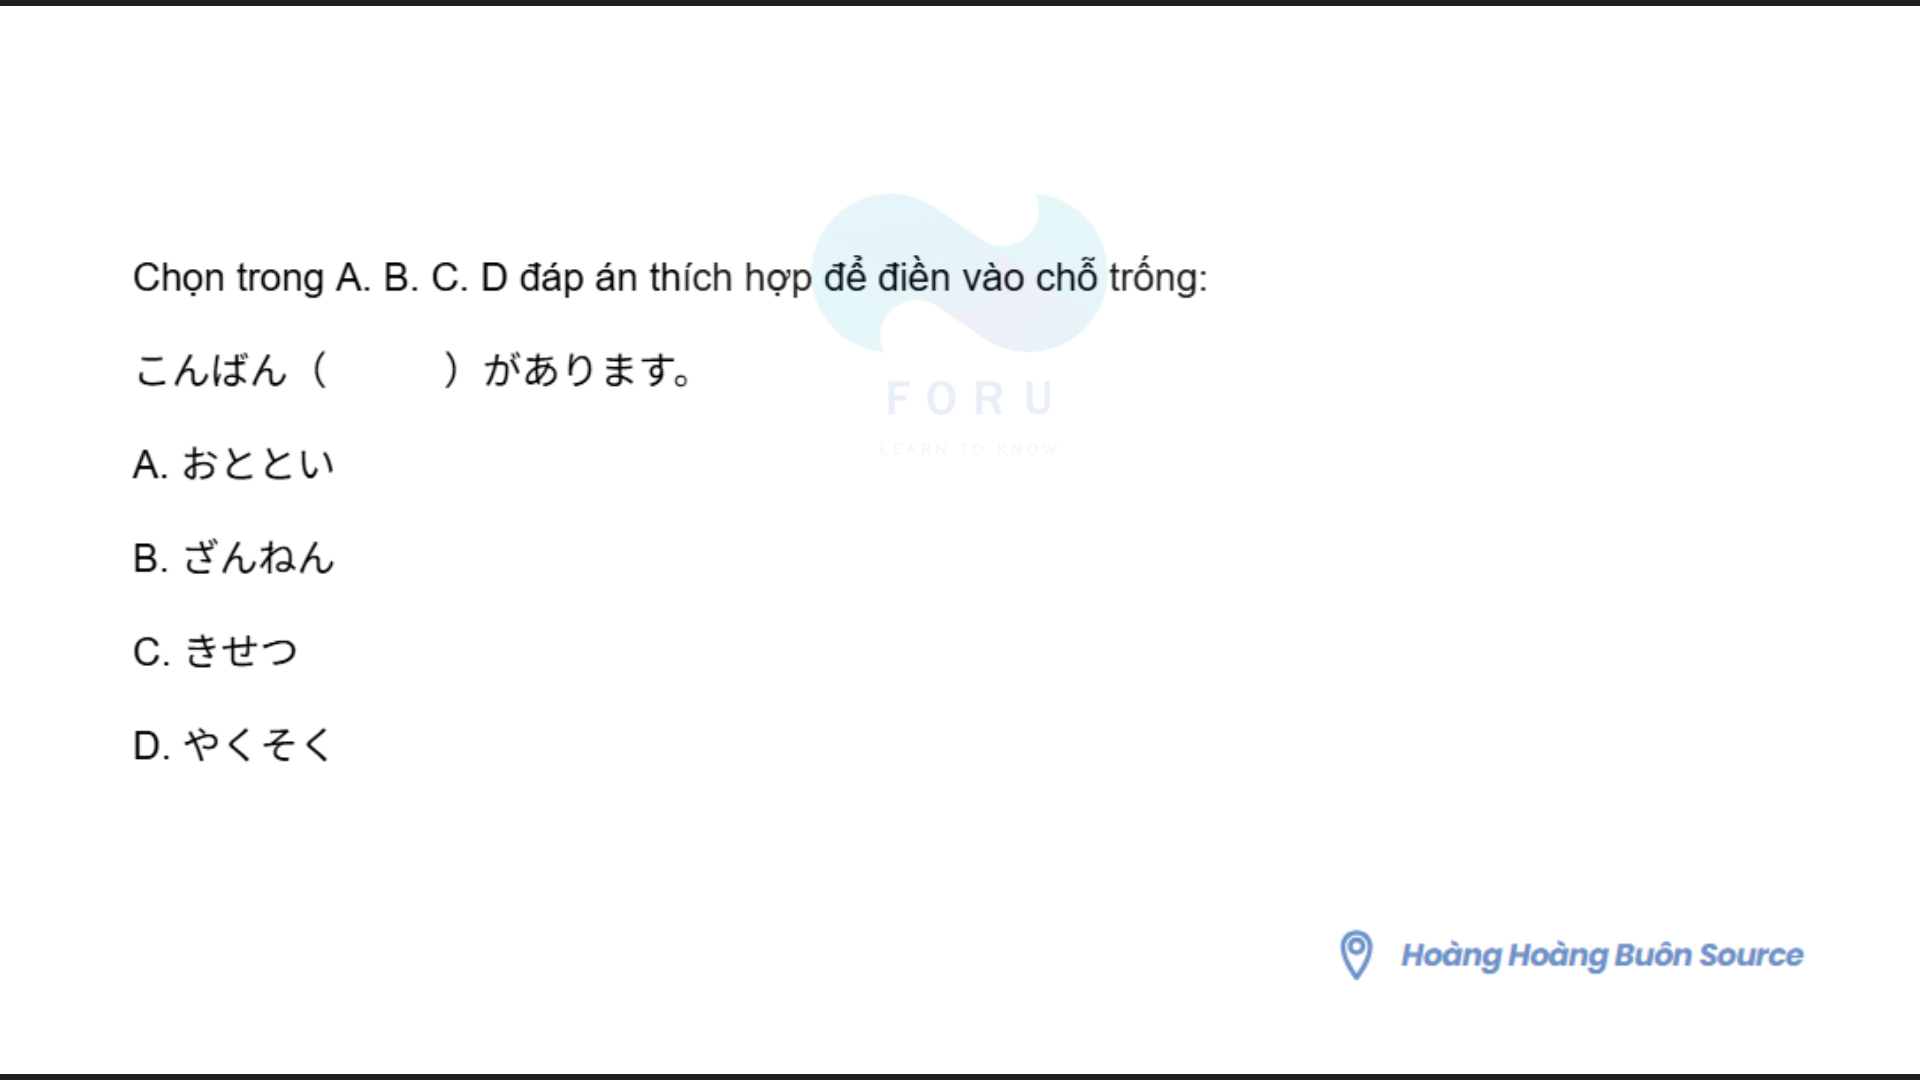 Chọn trong A. B. C. D đáp án thích hợp để điền vào chỗ trống:
こんばん（　　　）があります。
A. おととい
B. ざんねん
C. きせつ
D. やくそく
FORU
LEARN TO KNOW
Hoàng Hoàng Buôn Source